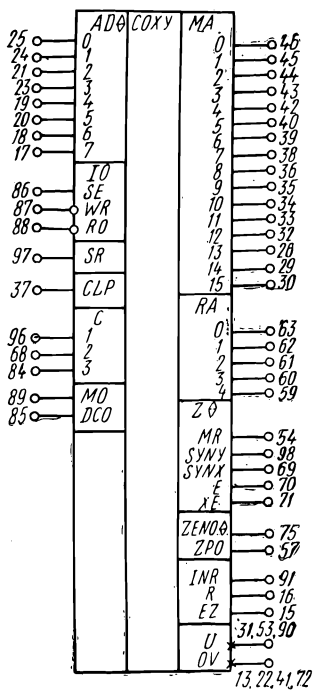 ADΦ COXY MA
25 0 0 46
24 1 1 45
21 2 2 44
23 3 3 43
19 4 4 42
20 5 5 40
18 6 6 39
17 7 7 38
IO 8 36
86 SE 9 35
87 WR 10 34
88 RO 11 33
12 32
97 SR 13 28
14 29
37 CLP 15 30
C RA
96 1 0 63
68 2 1 62
84 3 2 61
89 MO 3 60
85 DCO 4 59
ZΦ
MR 54
SYNY 98
SYNX 69
E 70
XE 71
ZENOΦ 75
ZPO 57
INR 91
R 16
EZ 15
31,53,90
U
OV
13,22,41,72